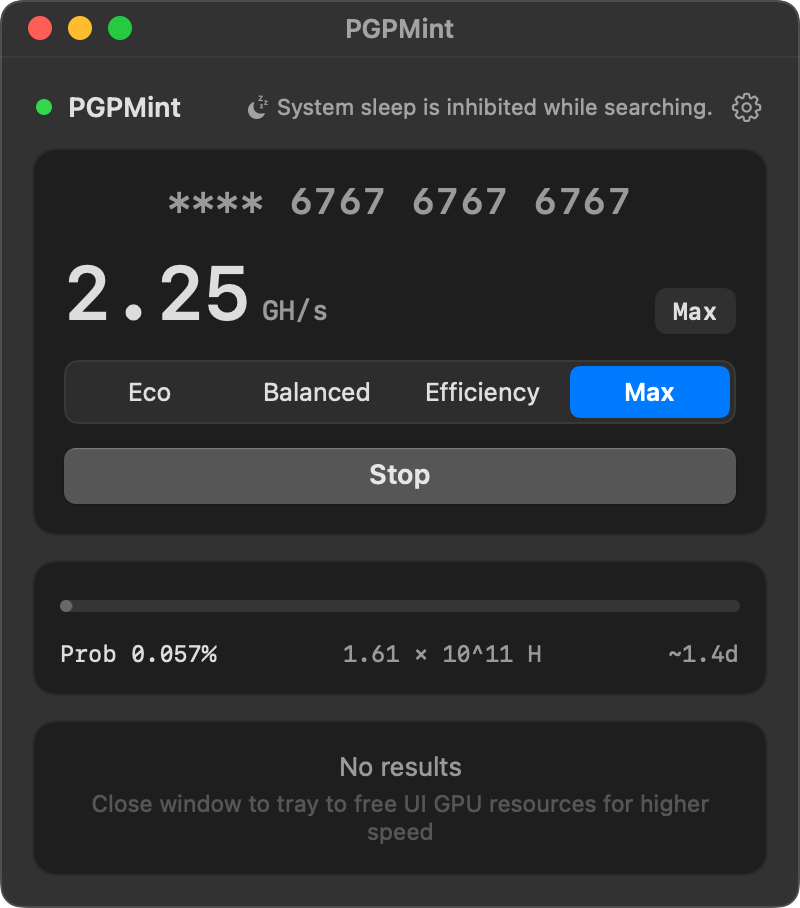 PGPMint
PGPMint
System sleep is inhibited while searching.
**** 6767 6767 6767
2.25 GH/s
Max
Eco Balanced Efficiency Max
Stop
Prob 0.057% 1.61 × 10^11 H ~1.4d
No results
Close window to tray to free UI GPU resources for higher
speed